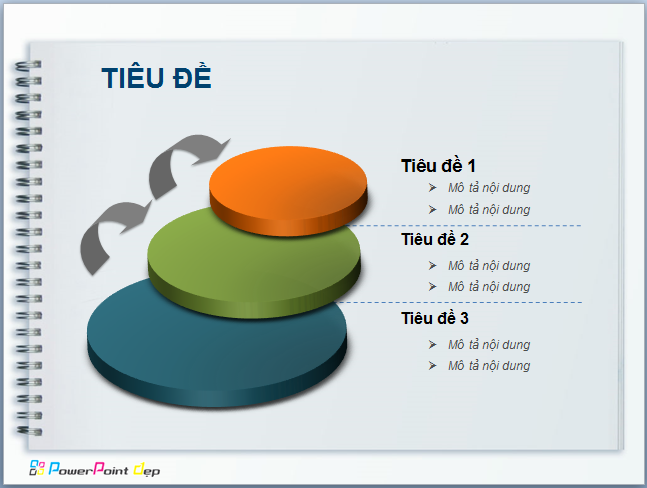 TIÊU ĐỀ
Tiêu đề 1
Mô tả nội dung
Mô tả nội dung
Tiêu đề 2
Mô tả nội dung
Mô tả nội dung
Tiêu đề 3
Mô tả nội dung
Mô tả nội dung
PowerPoint đẹp